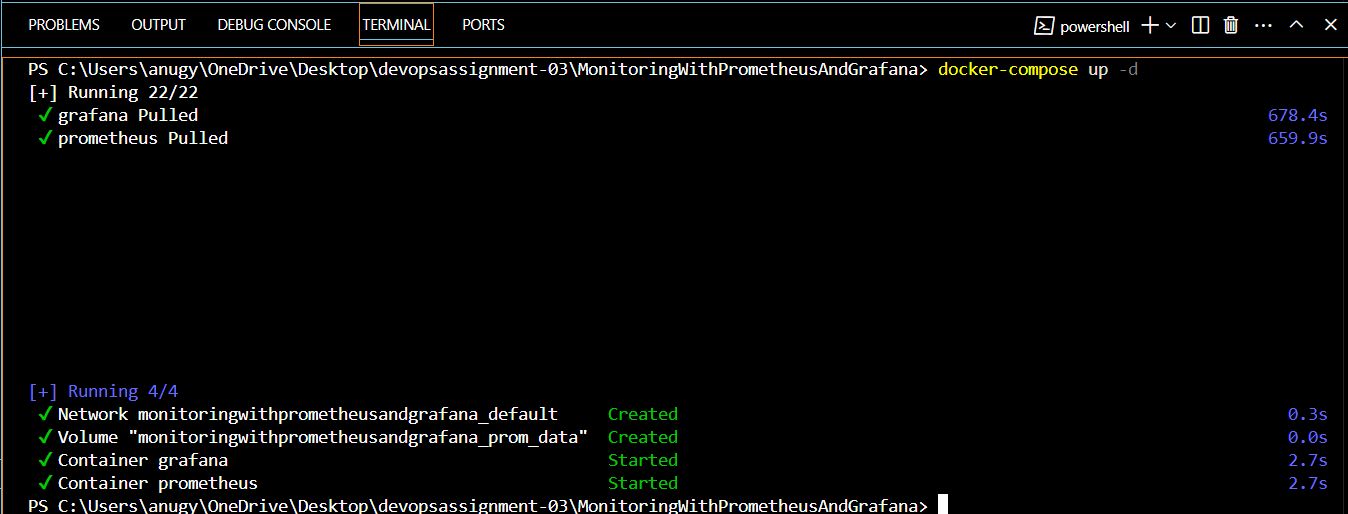 PROBLEMS OUTPUT DEBUG CONSOLE TERMINAL PORTS powershell
PS C:\Users\anugy\OneDrive\Desktop\devopsassignment-03\MonitoringWithPrometheusAndGrafana> docker-compose up -d
[+] Running 22/22
✔ grafana Pulled 678.4s
✔ prometheus Pulled 659.9s
[+] Running 4/4
✔ Network monitoringwithprometheusandgrafana_default Created 0.3s
✔ Volume "monitoringwithprometheusandgrafana_prom_data" Created 0.0s
✔ Container grafana Started 2.7s
✔ Container prometheus Started 2.7s
PS C:\Users\anugy\OneDrive\Desktop\devopsassignment-03\MonitoringWithPrometheusAndGrafana>